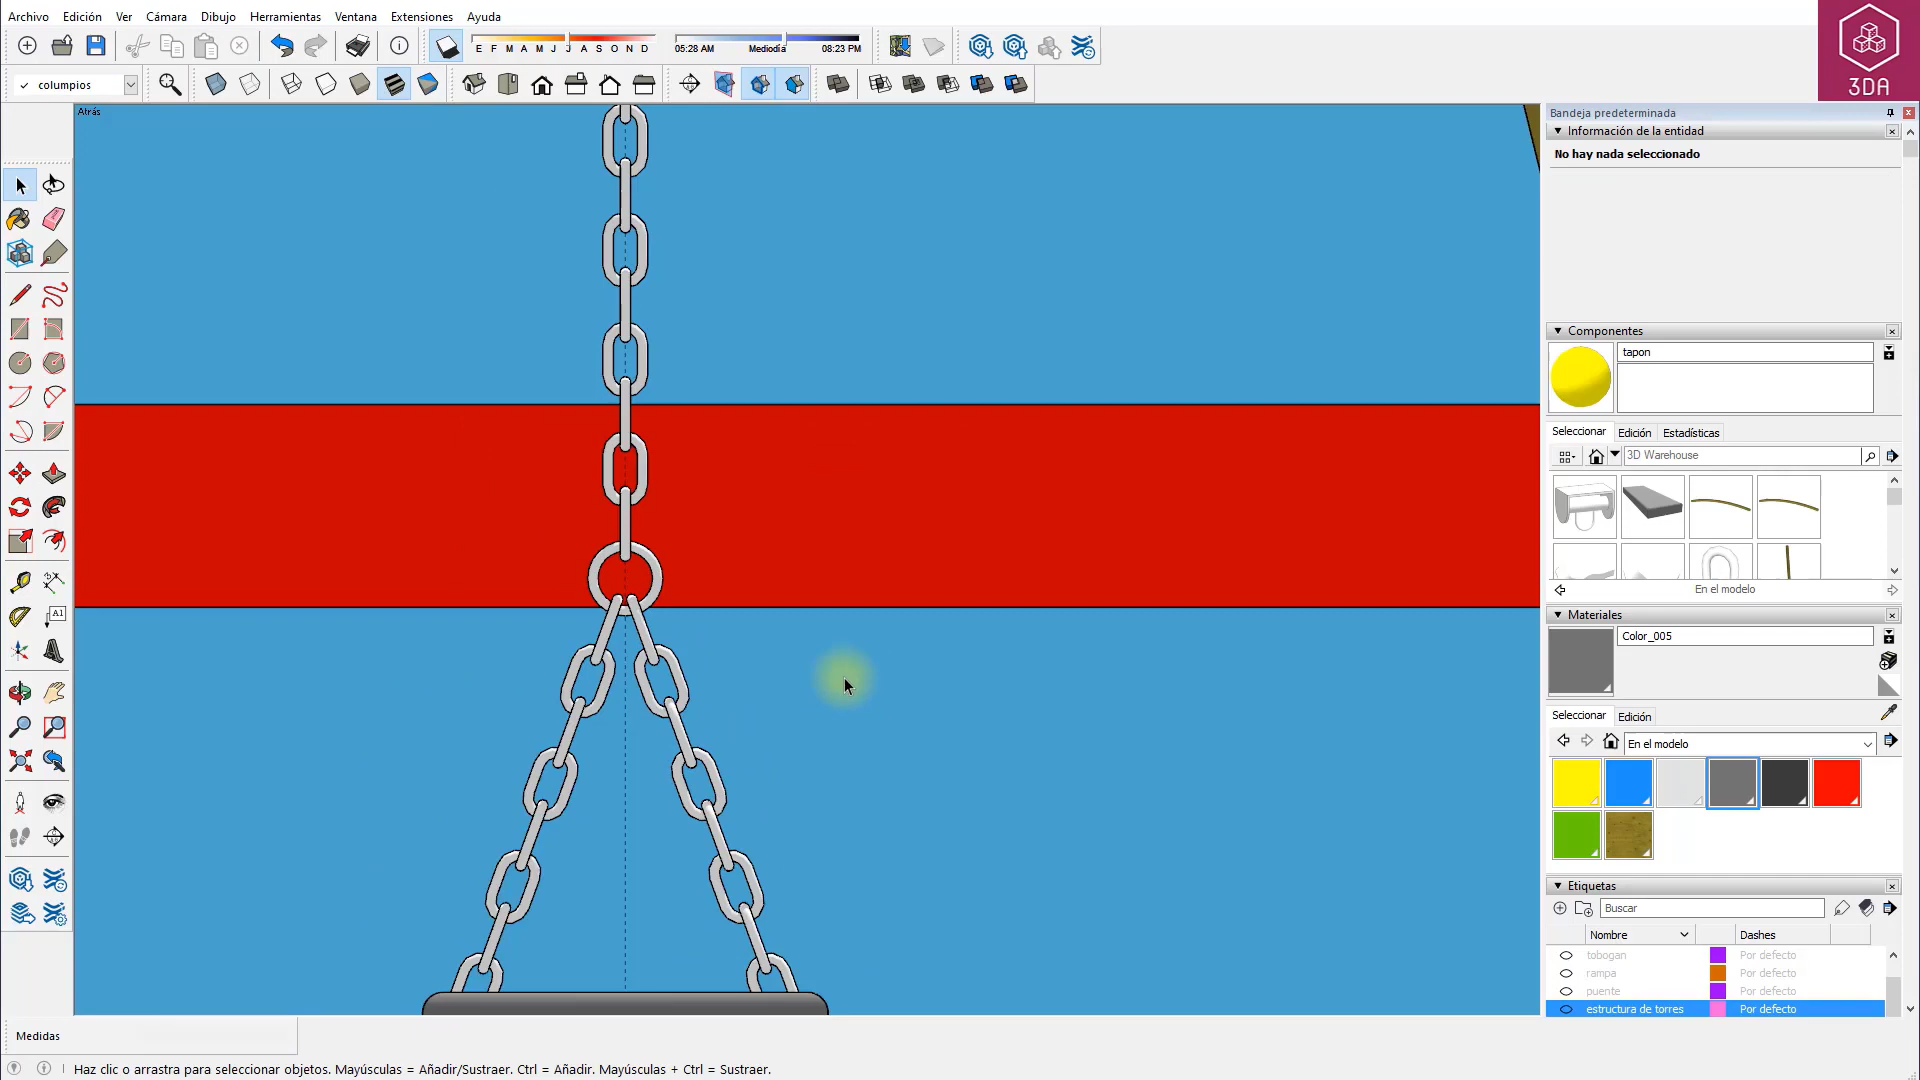 Archivo Edición Ver Cámara Dibujo Herramientas Ventana Extensiones Ayuda
E F M A M J J A S O N D
05:28 AM Mediodía 08:23 PM
3DA
columpios
Atrás
Bandeja predeterminada
Información de la entidad
No hay nada seleccionado
Componentes
tapon
Seleccionar Edición Estadísticas
3D Warehouse
En el modelo
Materiales
Color_005
Seleccionar Edición
En el modelo
Etiquetas
Buscar
Nombre Dashes
tobogan Por defecto
rampa Por defecto
puente Por defecto
estructura de torres Por defecto
A1
Medidas
Haz clic o arrastra para seleccionar objetos. Mayúsculas = Añadir/Sustraer. Ctrl = Añadir. Mayúsculas + Ctrl = Sustraer.